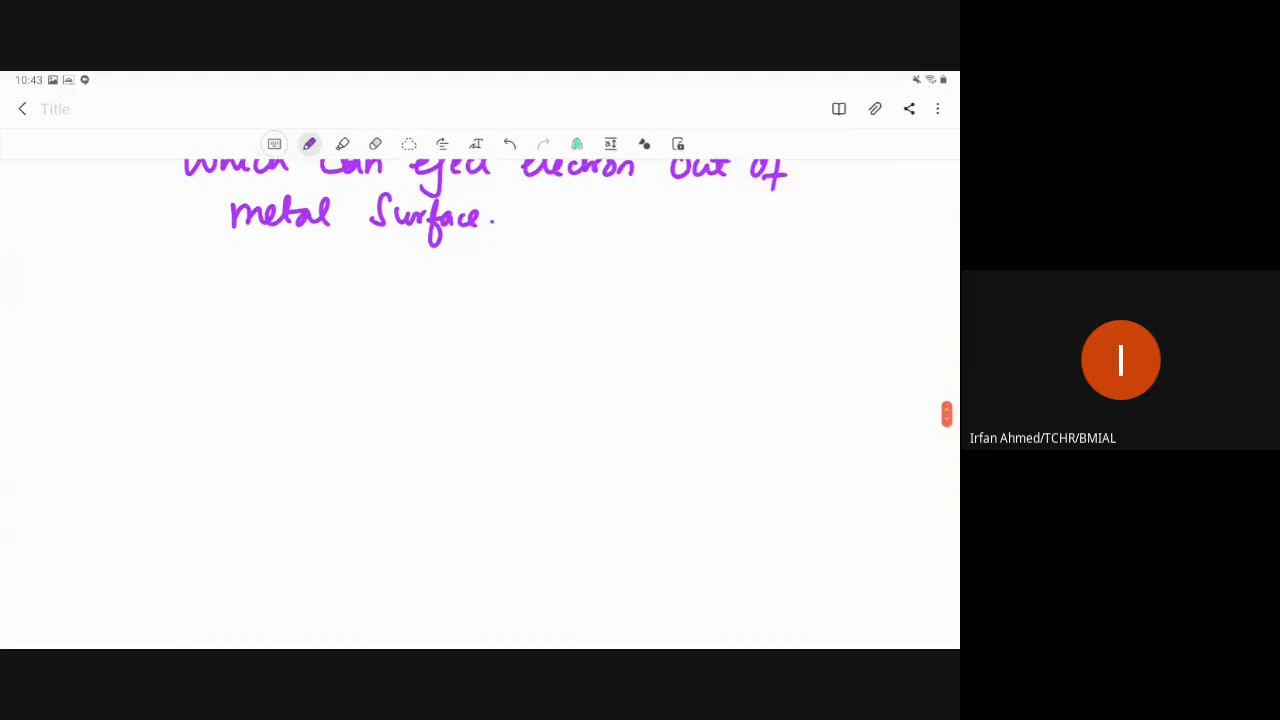 10:43
Title
which can eject electron out of
metal surface.
I
Irfan Ahmed/TCHR/BMIAL